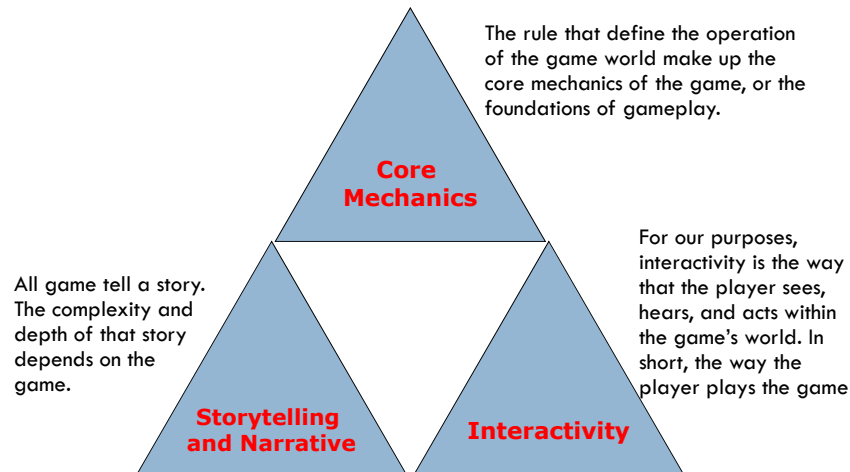 The rule that define the operation
of the game world make up the
core mechanics of the game, or the
foundations of gameplay.
Core
Mechanics
All game tell a story.
The complexity and
depth of that story
depends on the
game.
For our purposes,
interactivity is the way
that the player sees,
hears, and acts within
the game's world. In
short, the way the
player plays the game
Storytelling
and Narrative
Interactivity